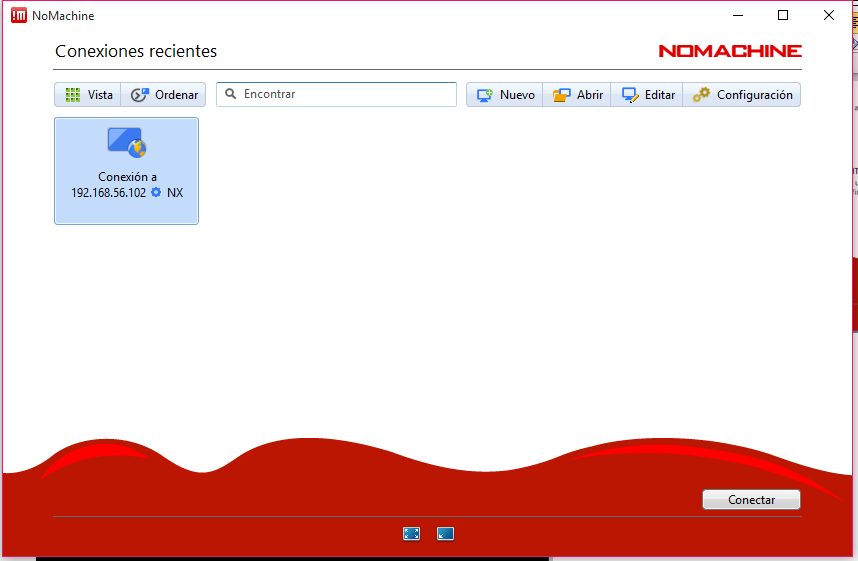 !m NoMachine
Conexiones recientes
NOMACHINE
Vista
Ordenar
Encontrar
Nuevo
Abrir
Editar
Configuración
Conexión a
192.168.56.102 NX
Conectar